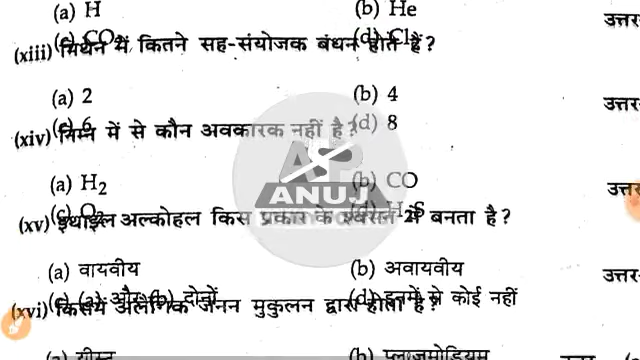 (a) H (b) He उत्तर-
(c) CO₂ (d) Cl₂
(xiii) मिथेन में कितने सह-संयोजक बंधन होते हैं?
(a) 2 (b) 4 उत्तर-
(c) 6 (d) 8
(xiv) निम्न में से कौन अवकारक नहीं है?
(a) H₂ (b) CO उत्त
(c) O₂ (d) H₂S
(xv) इथाइल अल्कोहल किस प्रकार के श्वसन में बनता है?
(a) वायवीय (b) अवायवीय उत्तर-
(c) (a) और (b) दोनों (d) इनमें से कोई नहीं
(xvi) किसमें अलैंगिक जनन मुकुलन द्वारा होता है?
(a) यीस्ट (b) प्लाज्मोडियम
ANUJ